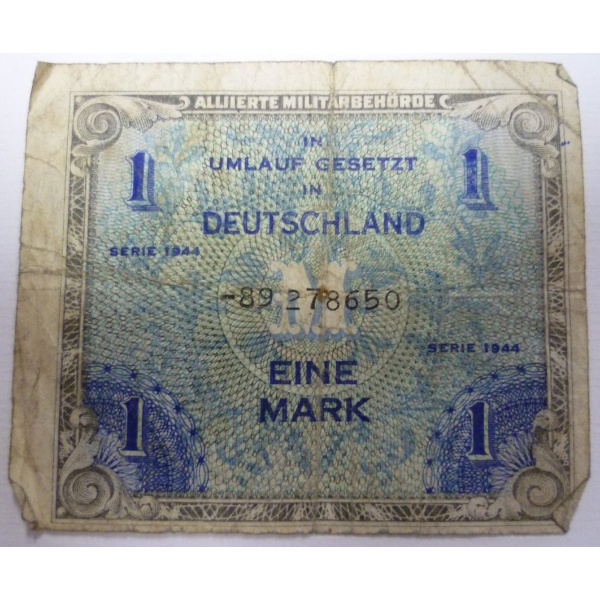 ALLIIERTE MILITÄRBEHÖRDE
IN
UMLAUF GESETZT
IN
DEUTSCHLAND
1
1
SERIE 1944
M
-89 278650
SERIE 1944
EINE
MARK
1
1